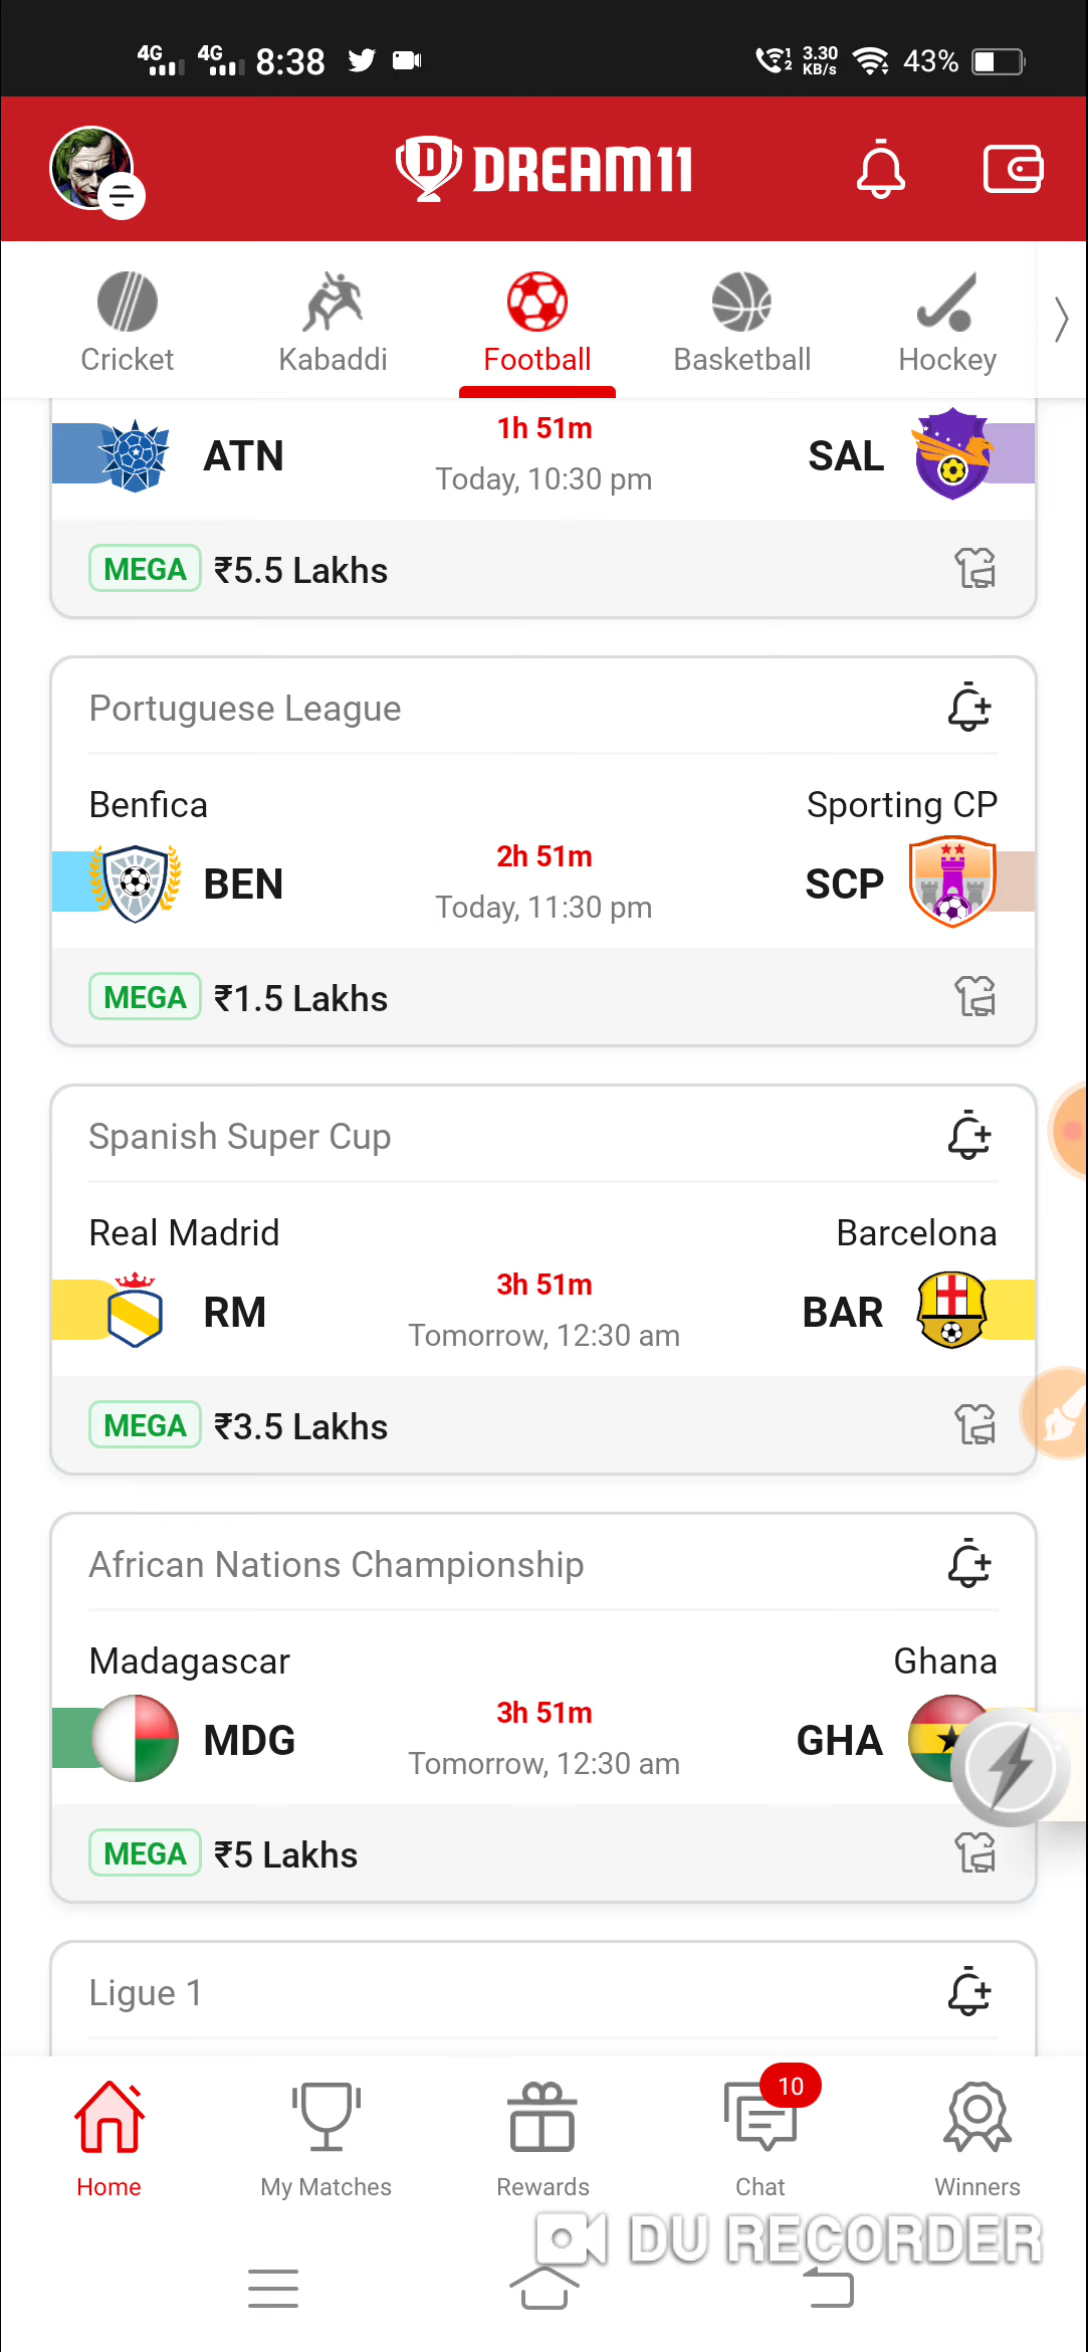 4G 4G 8:38 1 2 3.30 KB/s 43%
D DREAM11
Cricket Kabaddi Football Basketball Hockey
1h 51m
ATN SAL
Today, 10:30 pm
MEGA ₹5.5 Lakhs
Portuguese League
Benfica Sporting CP
2h 51m
BEN SCP
Today, 11:30 pm
MEGA ₹1.5 Lakhs
Spanish Super Cup
Real Madrid Barcelona
3h 51m
RM BAR
Tomorrow, 12:30 am
MEGA ₹3.5 Lakhs
African Nations Championship
Madagascar Ghana
3h 51m
MDG GHA
Tomorrow, 12:30 am
MEGA ₹5 Lakhs
Ligue 1
10
Home My Matches Rewards Chat Winners
DU RECORDER